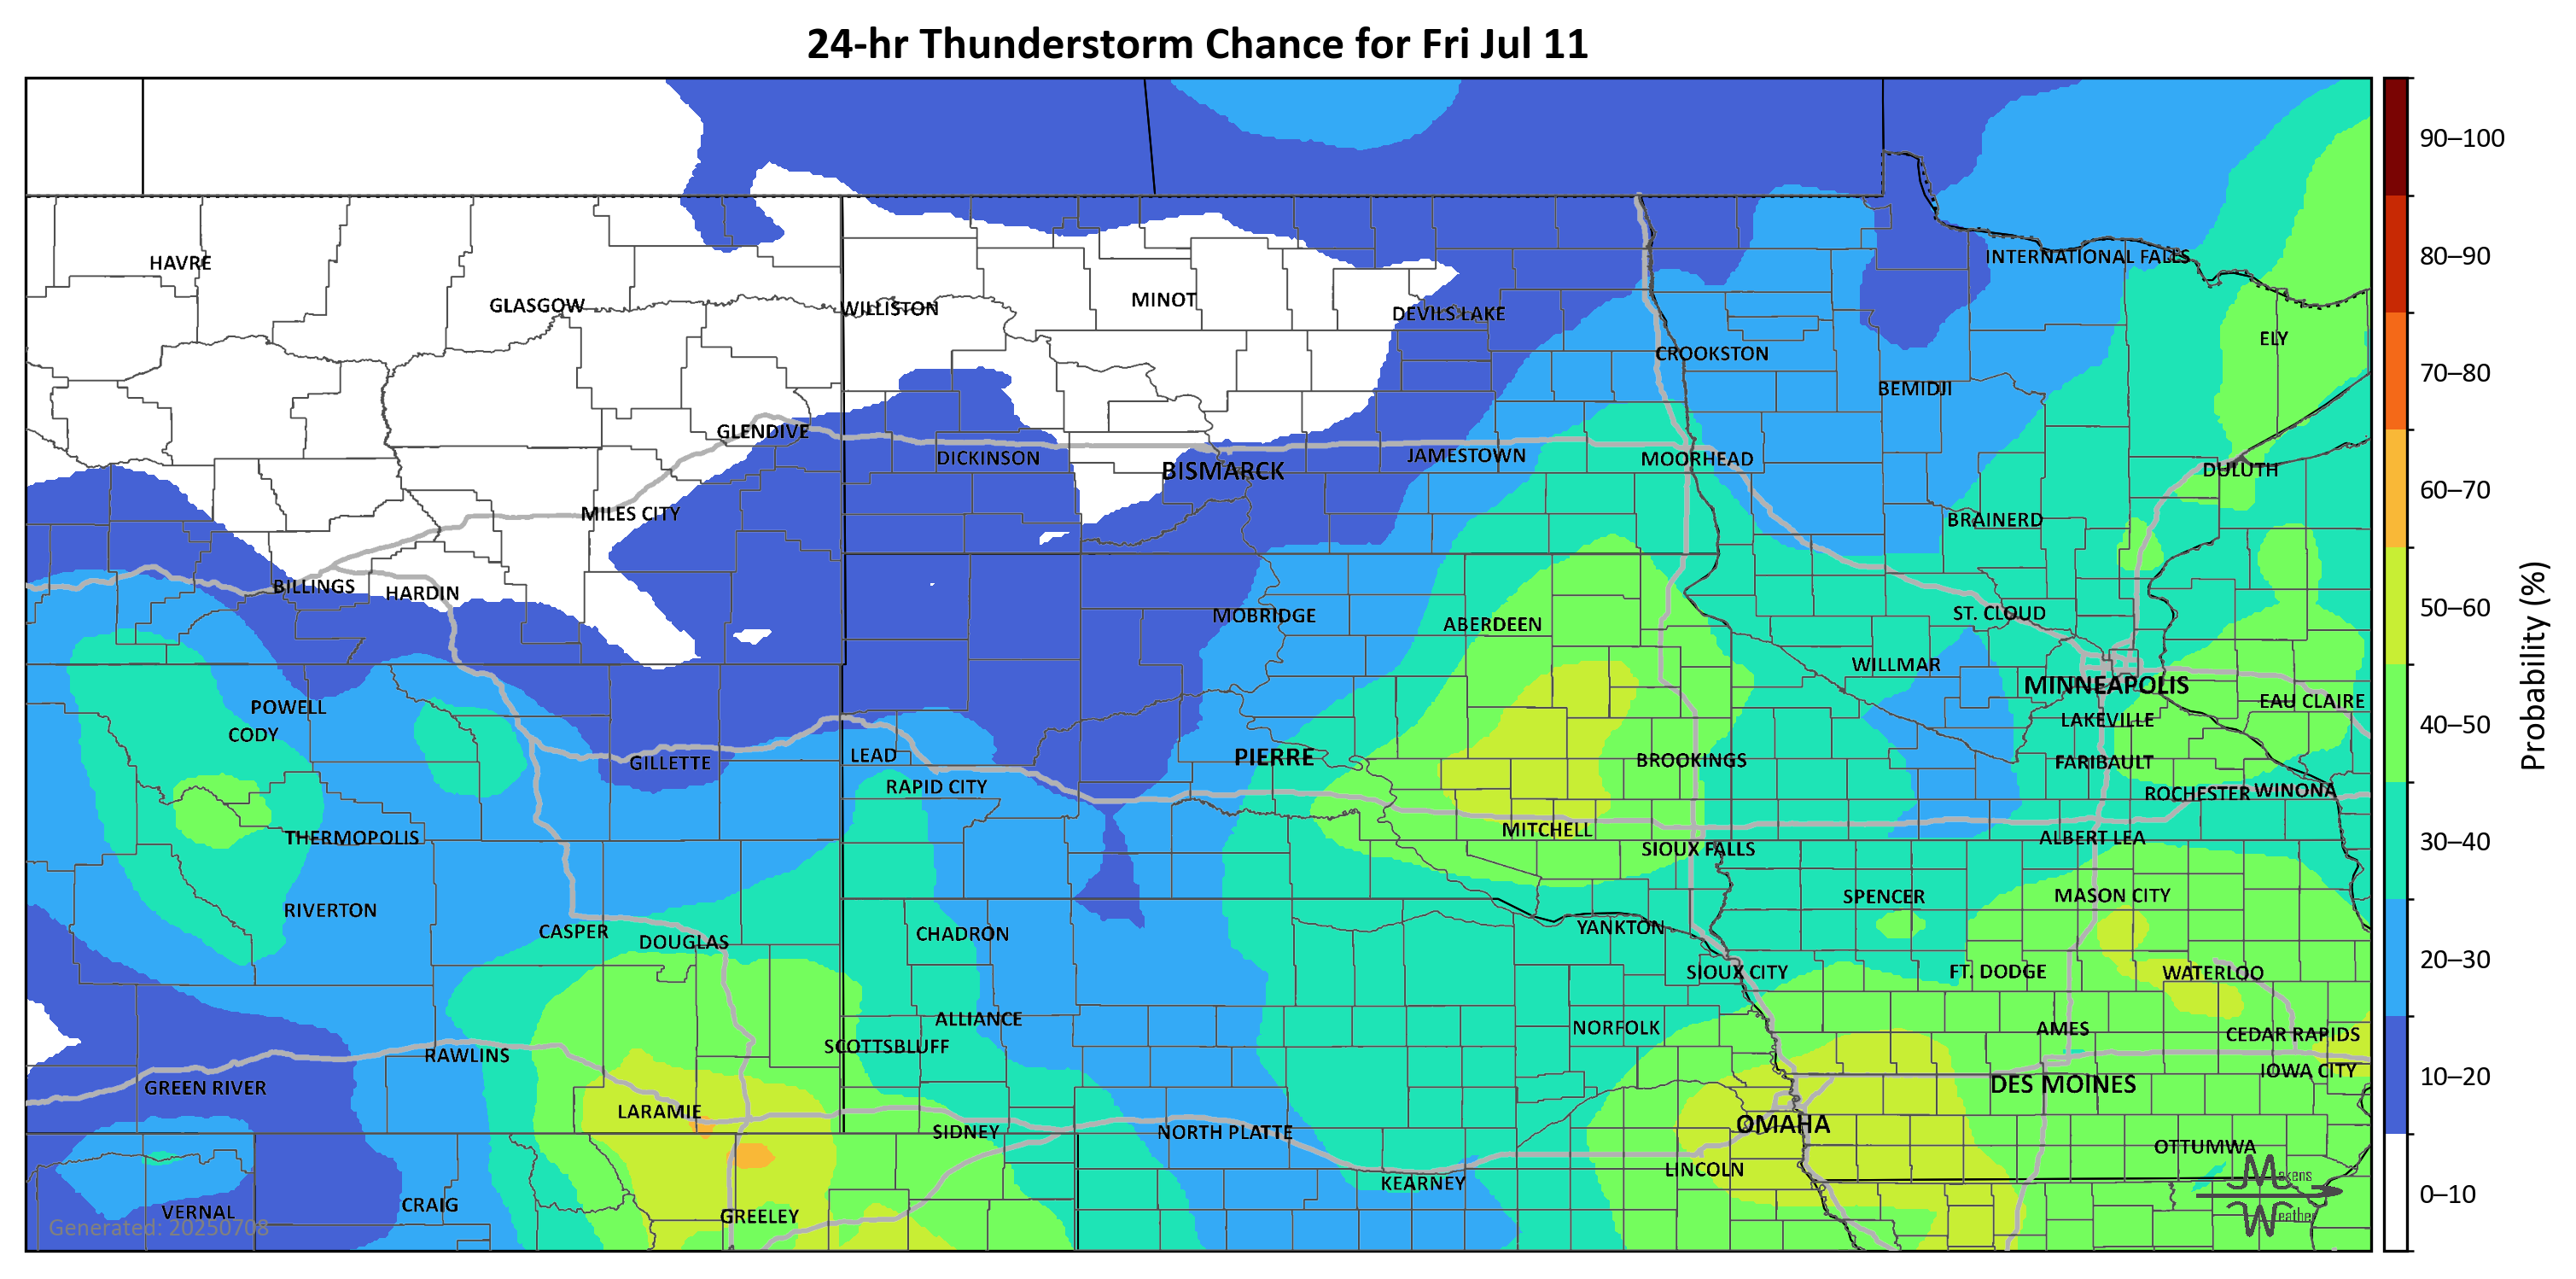 24-hr Thunderstorm Chance for Fri Jul 11
90–100
80–90
70–80
60–70
50–60
40–50
30–40
20–30
10–20
0–10
Probability (%)
HAVRE
GLASGOW
WILLISTON
MINOT
DEVILS LAKE
INTERNATIONAL FALLS
ELY
CROOKSTON
BEMIDJI
GLENDIVE
DICKINSON
BISMARCK
JAMESTOWN
MOORHEAD
DULUTH
MILES CITY
BRAINERD
BILLINGS
HARDIN
MOBRIDGE
ABERDEEN
ST. CLOUD
WILLMAR
MINNEAPOLIS
EAU CLAIRE
POWELL
CODY
LAKEVILLE
GILLETTE
LEAD
PIERRE
BROOKINGS
FARIBAULT
RAPID CITY
ROCHESTER
WINONA
THERMOPOLIS
MITCHELL
ALBERT LEA
SIOUX FALLS
SPENCER
MASON CITY
RIVERTON
CASPER
DOUGLAS
CHADRON
YANKTON
SIOUX CITY
FT. DODGE
WATERLOO
ALLIANCE
NORFOLK
AMES
CEDAR RAPIDS
SCOTTSBLUFF
RAWLINS
GREEN RIVER
IOWA CITY
DES MOINES
LARAMIE
SIDNEY
NORTH PLATTE
OMAHA
OTTUMWA
LINCOLN
KEARNEY
CRAIG
VERNAL
GREELEY
Generated: 20250708
Makens
Weather